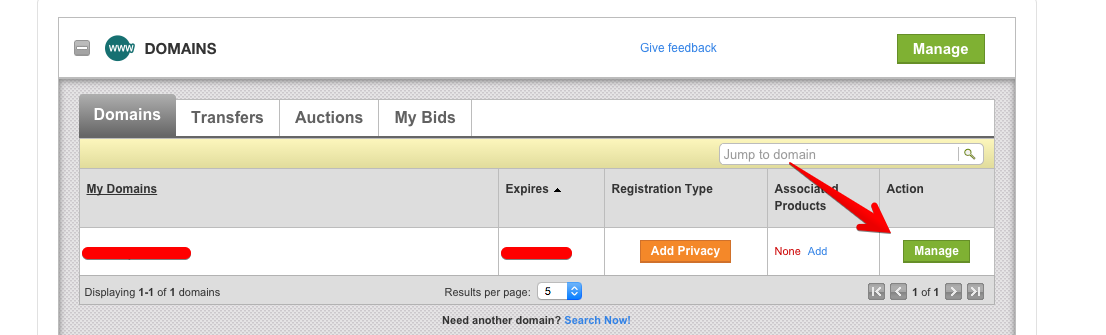 www DOMAINS Give feedback Manage
Domains Transfers Auctions My Bids
Jump to domain
My Domains Expires Registration Type Associated Products Action
Add Privacy None Add Manage
Displaying 1-1 of 1 domains Results per page: 5 1 of 1
Need another domain? Search Now!